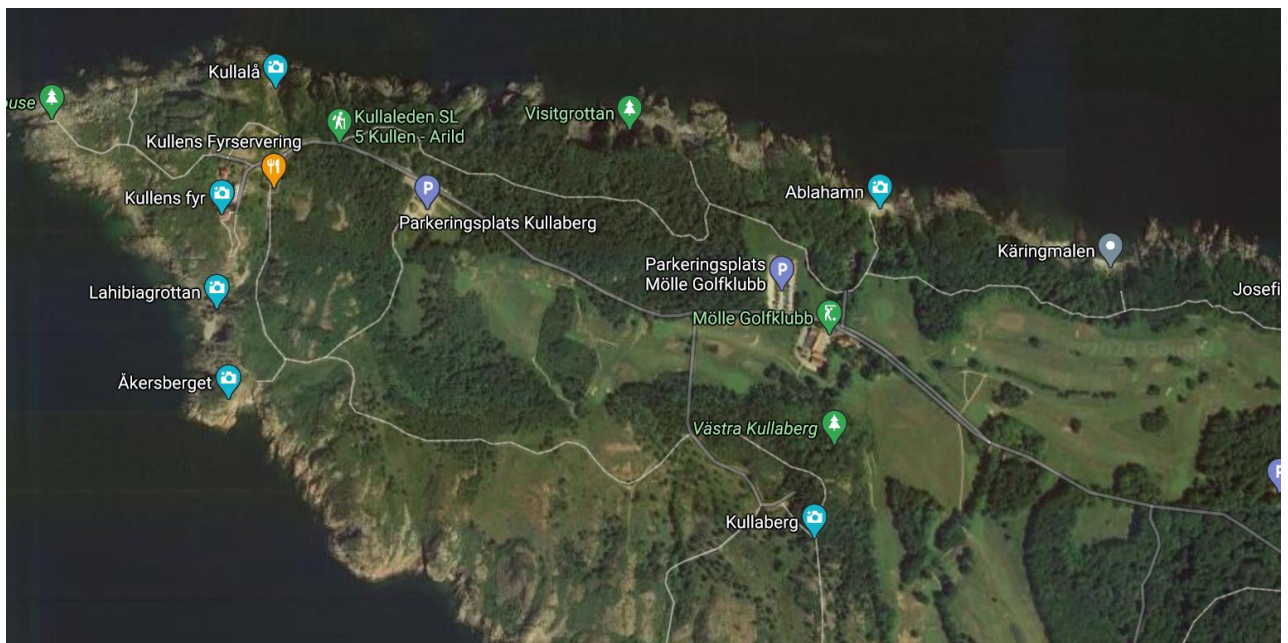 Kullalå
ouse
Kullaleden SL
5 Kullen - Arild
Visitgrottan
Kullens Fyrservering
Kullens fyr
P
Parkeringsplats Kullaberg
Ablahamn
Käringmalen
Parkeringsplats
Mölle Golfklubb
P
Lahibiagrottan
Josefi
Mölle Golfklubb
Åkersberget
Västra Kullaberg
P
Kullaberg